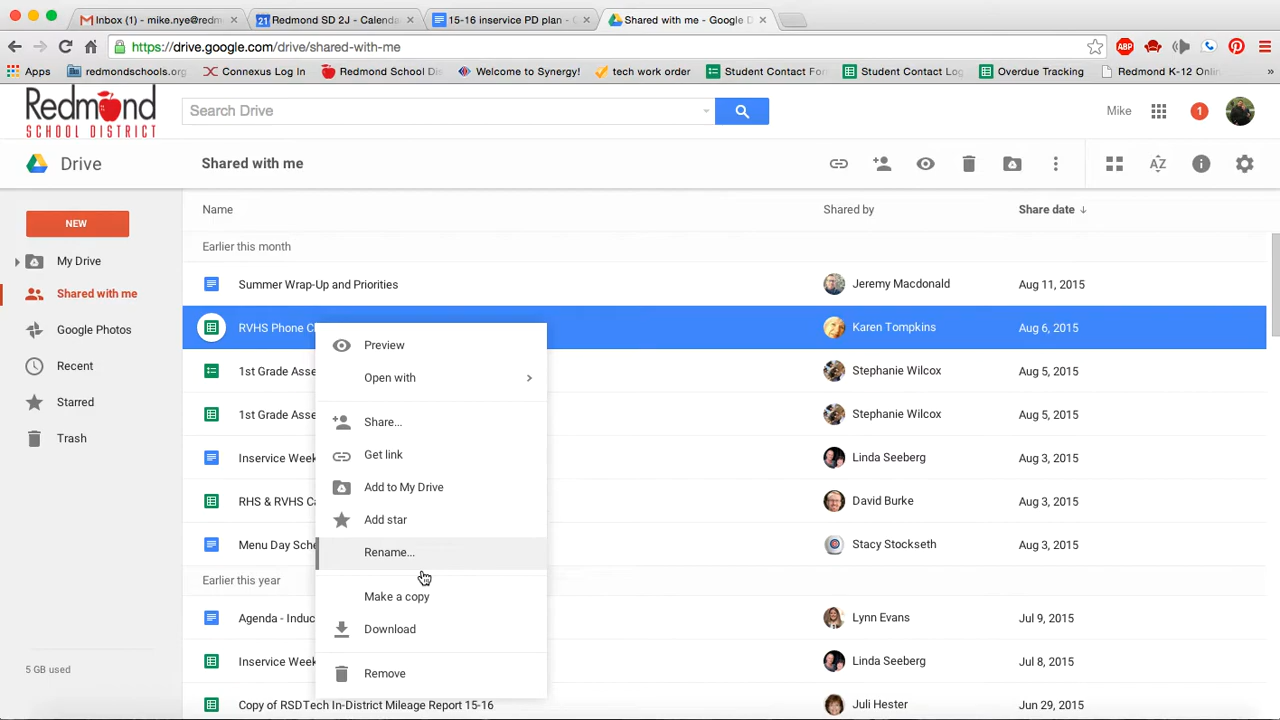 Inbox (1) - mike.nye@redm
Redmond SD 2J - Calenda
15-16 inservice PD plan - G
Shared with me - Google D
https://drive.google.com/drive/shared-with-me
ABP
Apps
redmondschools.org
Connexus Log In
Redmond School Dis
Welcome to Synergy!
tech work order
Student Contact For
Student Contact Log
Overdue Tracking
Redmond K-12 Onlin
»
Redmond
SCHOOL DISTRICT
Search Drive
Mike
1
Drive
Shared with me
NEW
My Drive
Shared with me
Google Photos
Recent
Starred
Trash
5 GB used
Name
Shared by
Share date
Earlier this month
Summer Wrap-Up and Priorities
Jeremy Macdonald
Aug 11, 2015
RVHS Phone C
Karen Tompkins
Aug 6, 2015
1st Grade Asse
Stephanie Wilcox
Aug 5, 2015
1st Grade Asse
Stephanie Wilcox
Aug 5, 2015
Inservice Week
Linda Seeberg
Aug 3, 2015
RHS & RVHS Ca
David Burke
Aug 3, 2015
Menu Day Sche
Stacy Stockseth
Aug 3, 2015
Earlier this year
Agenda - Induc
Lynn Evans
Jul 9, 2015
Inservice Week
Linda Seeberg
Jul 8, 2015
Copy of RSDTech In-District Mileage Report 15-16
Juli Hester
Jun 29, 2015
Preview
Open with
Share...
Get link
Add to My Drive
Add star
Rename...
Make a copy
Download
Remove